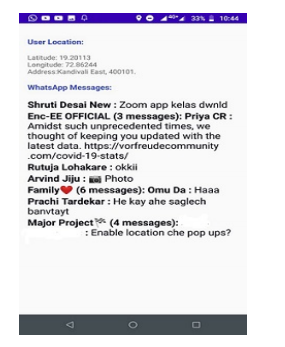 4G+ 33% 10:44
User Location:
Latitude: 19.20113
Longitude: 72.86244
Address:Kandivali East, 400101.
WhatsApp Messages:
Shruti Desai New : Zoom app kelas dwnld
Enc-EE OFFICIAL (3 messages): Priya CR :
Amidst such unprecedented times, we
thought of keeping you updated with the
latest data. https://vorfreudecommunity
.com/covid-19-stats/
Rutuja Lohakare : okkii
Arvind Jiju : 📷 Photo
Family❤️ (6 messages): Omu Da : Haaa
Prachi Tardekar : He kay ahe saglech
banvtayt
Major Project (4 messages):
: Enable location che pop ups?